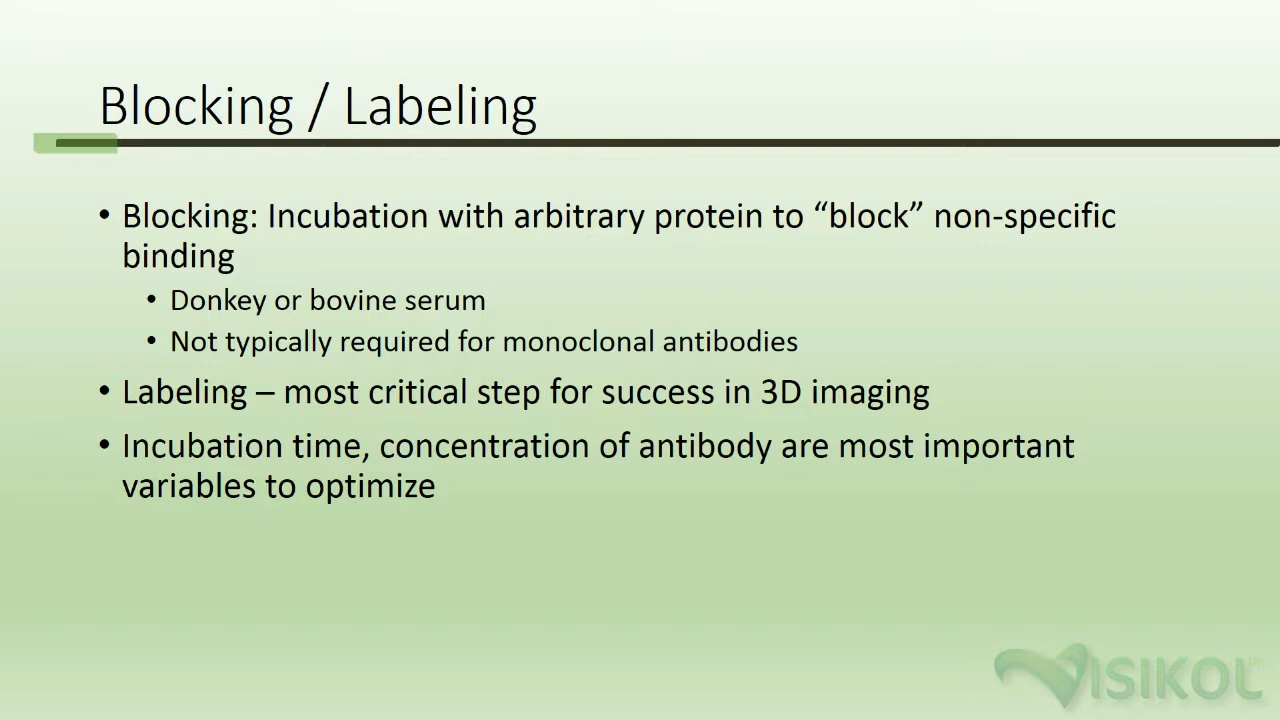 Blocking / Labeling
• Blocking: Incubation with arbitrary protein to “block” non-specific
binding
• Donkey or bovine serum
• Not typically required for monoclonal antibodies
• Labeling – most critical step for success in 3D imaging
• Incubation time, concentration of antibody are most important
variables to optimize
VISIKOL